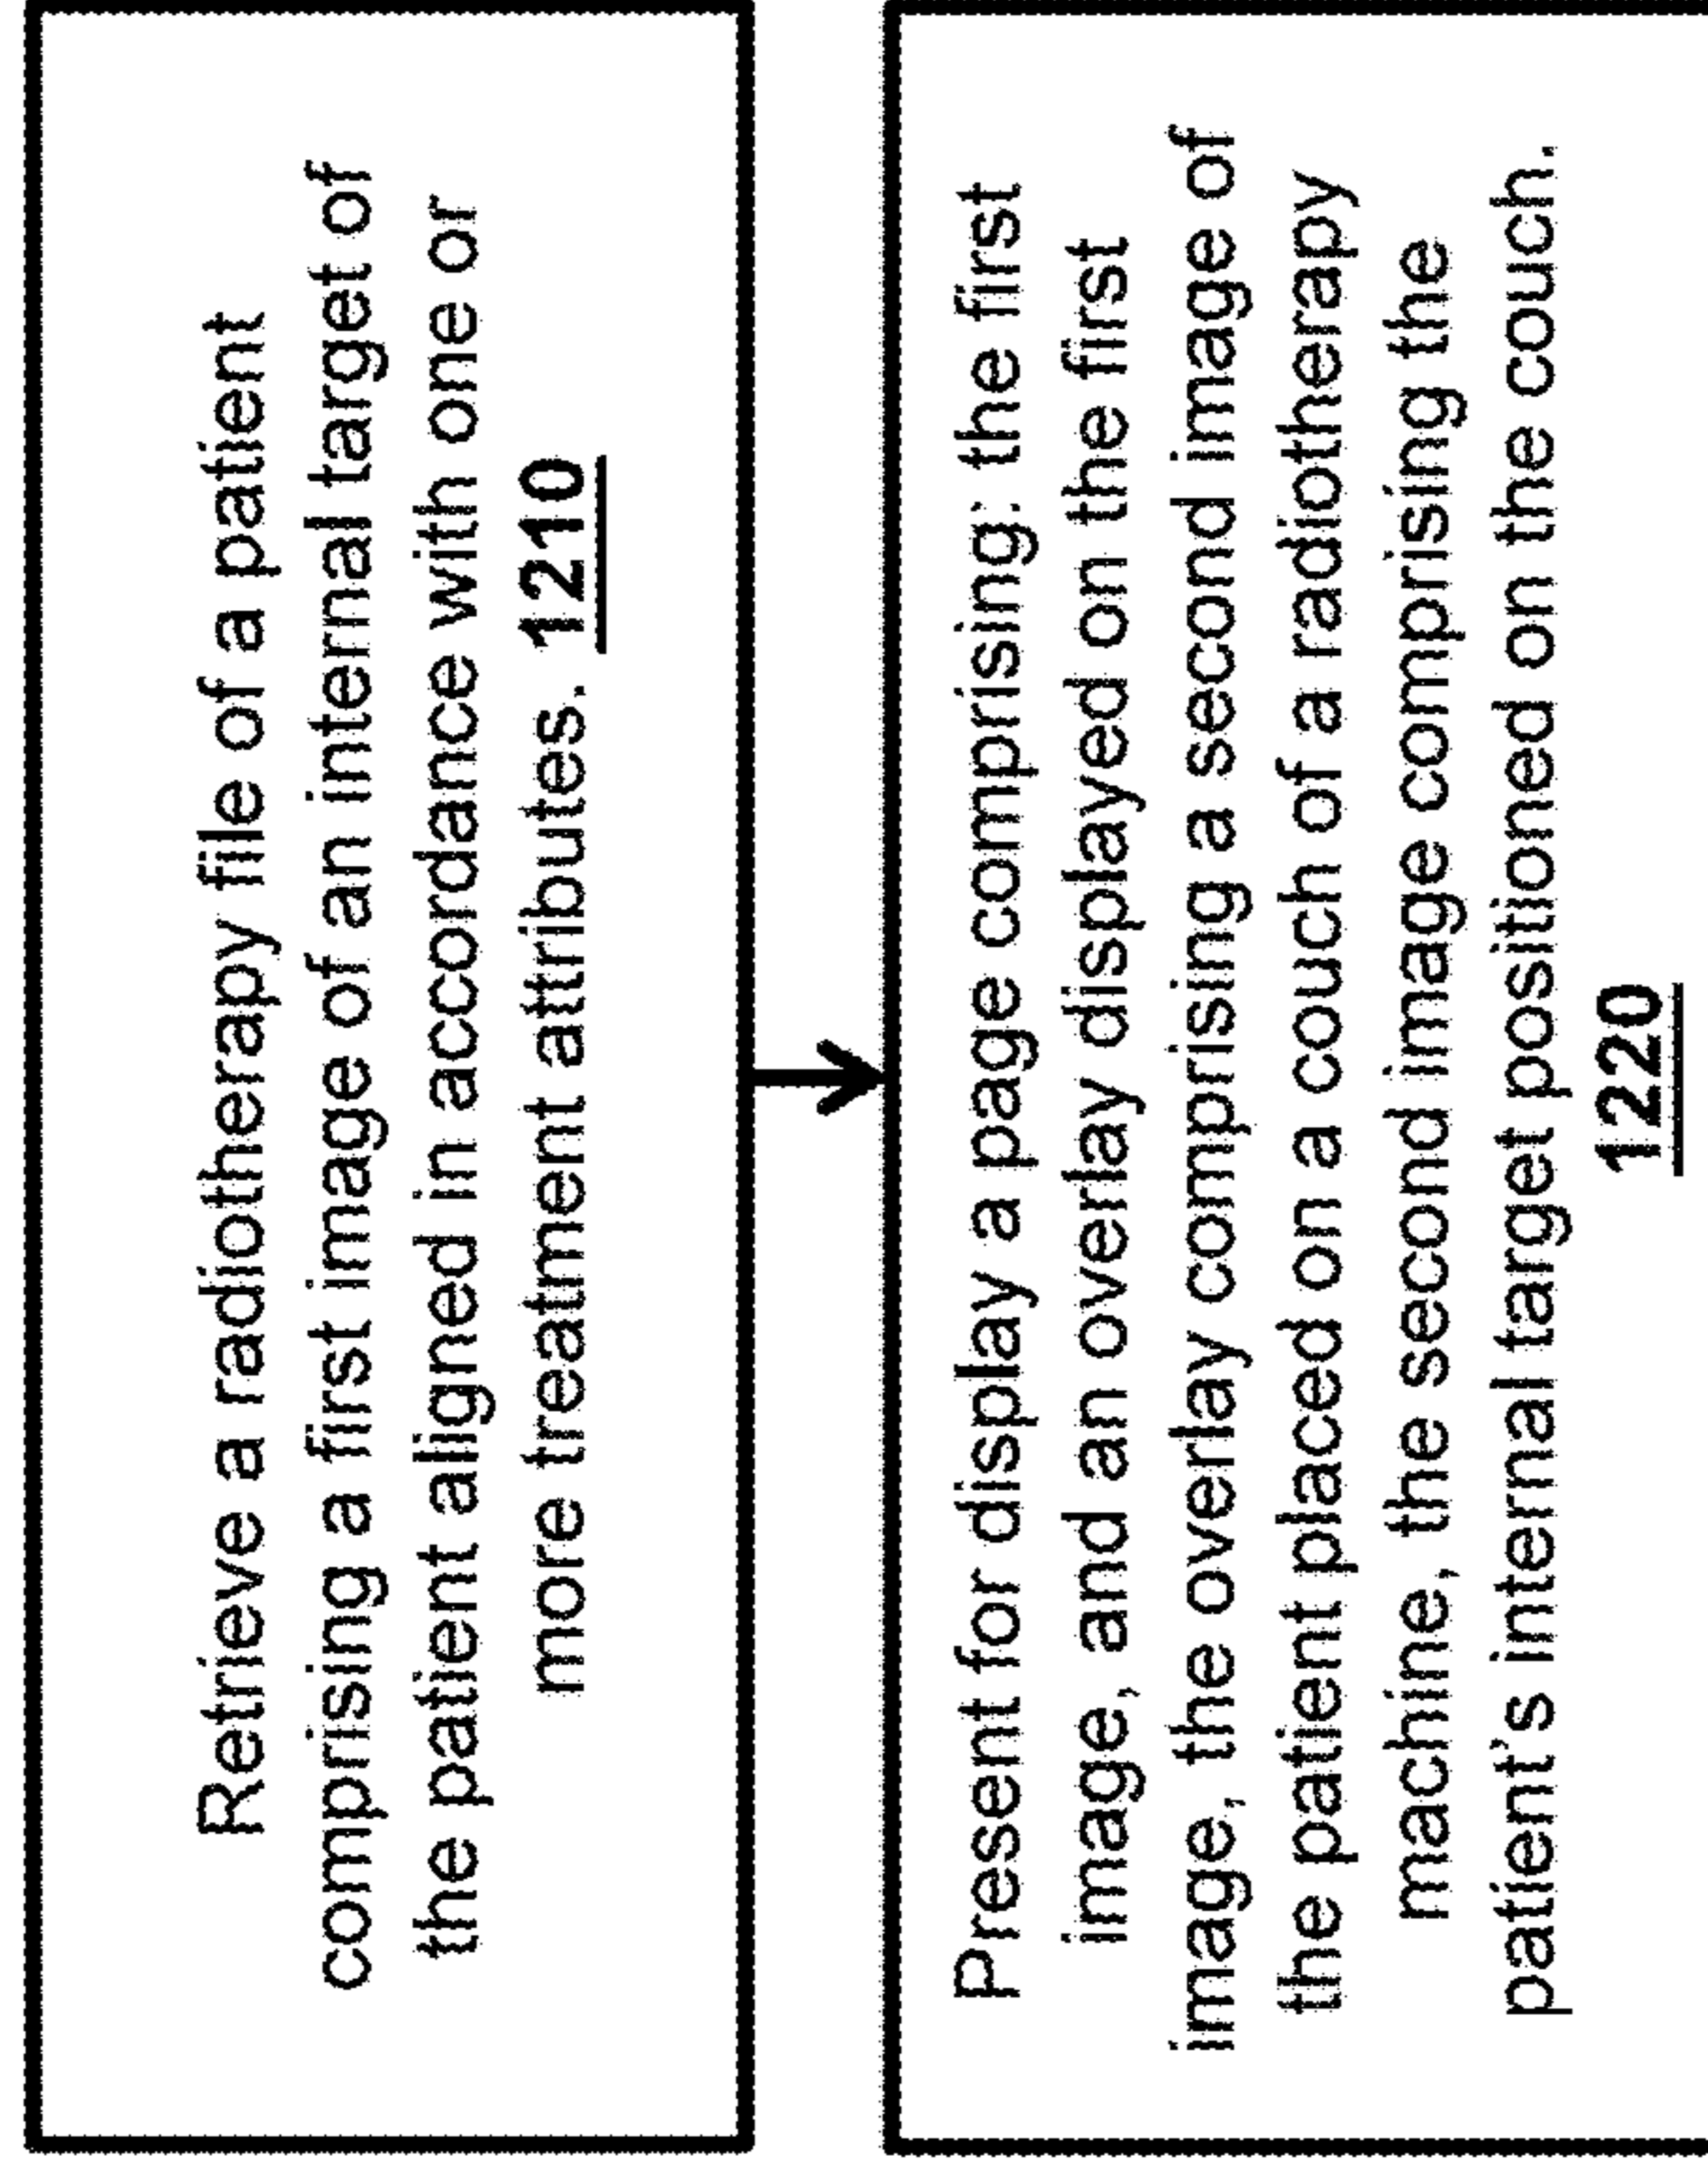 Retrieve a radiotherapy file of a patient
comprising a first image of an internal target of
the patient aligned in accordance with one or
more treatment attributes. 1210
Present for display a page comprising: the first
image, and an overlay displayed on the first
image, the overlay comprising a second image of
the patient placed on a couch of a radiotherapy
machine, the second image comprising the
patient's internal target positioned on the couch.
1220